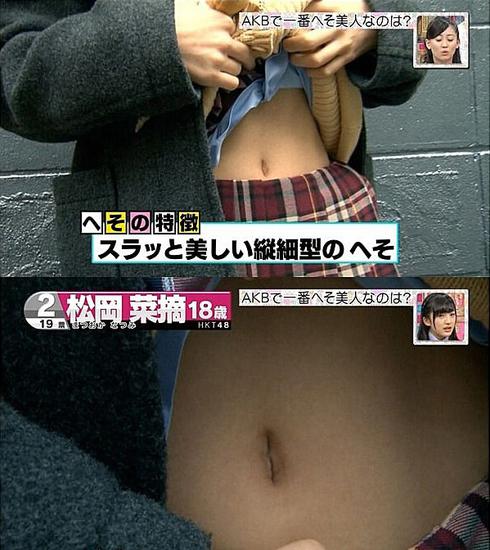 AKBで一番へそ美人なのは?
へその特徴
スラッと美しい縦細型のへそ
AKBで一番へそ美人なのは?
2 松岡 菜摘 18歳
19票 まつおか なつみ HKT48